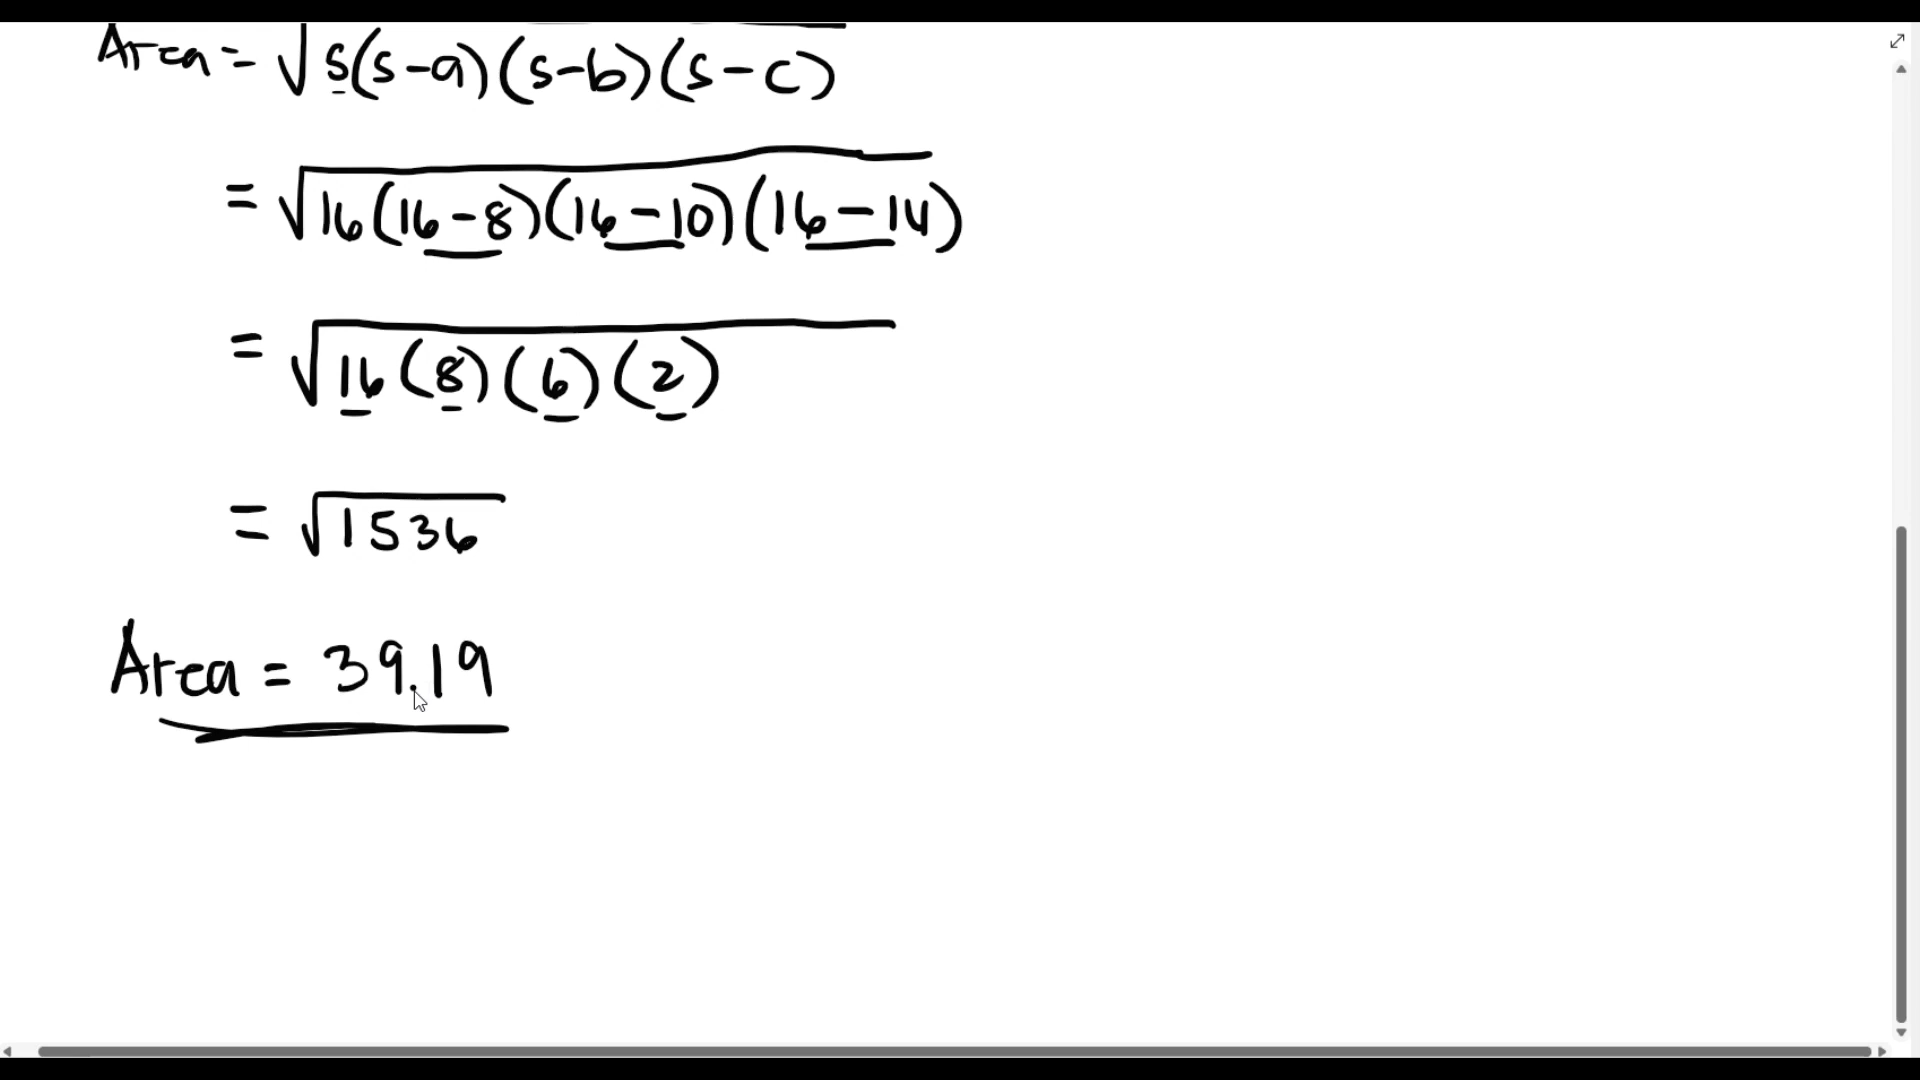 Area = √s(s-a)(s-b)(s-c)
= √16(16-8)(16-10)(16-14)
= √16(8)(6)(2)
= √1536
Area = 39.19